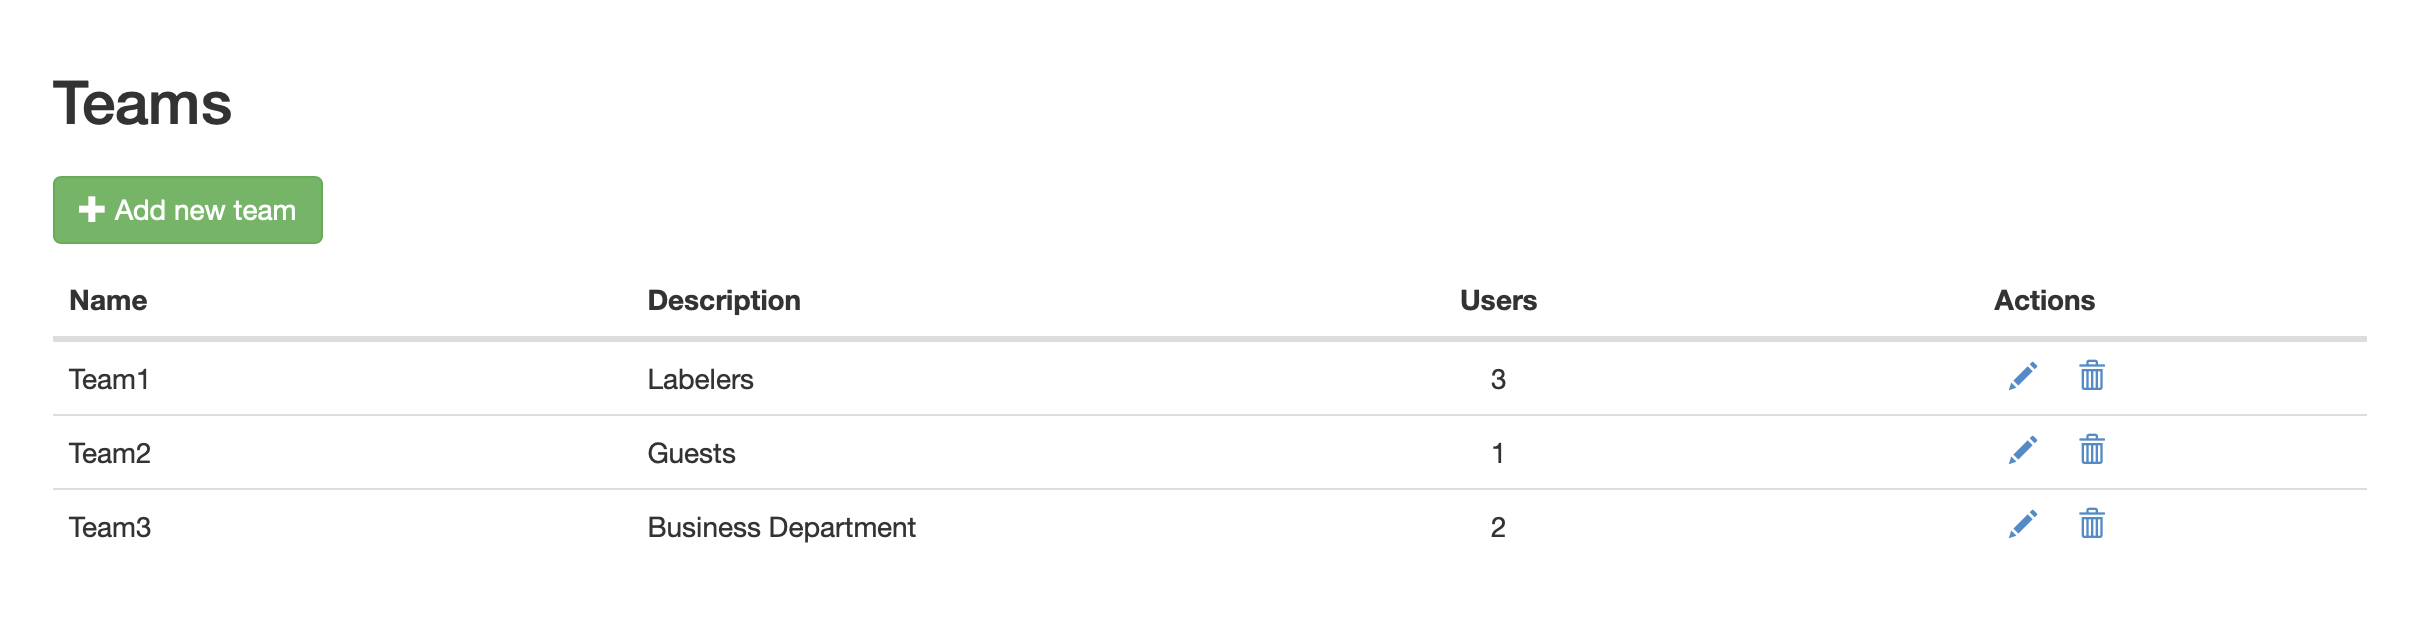 Teams
Add new team
Name Description Users Actions
Team1 Labelers 3
Team2 Guests 1
Team3 Business Department 2